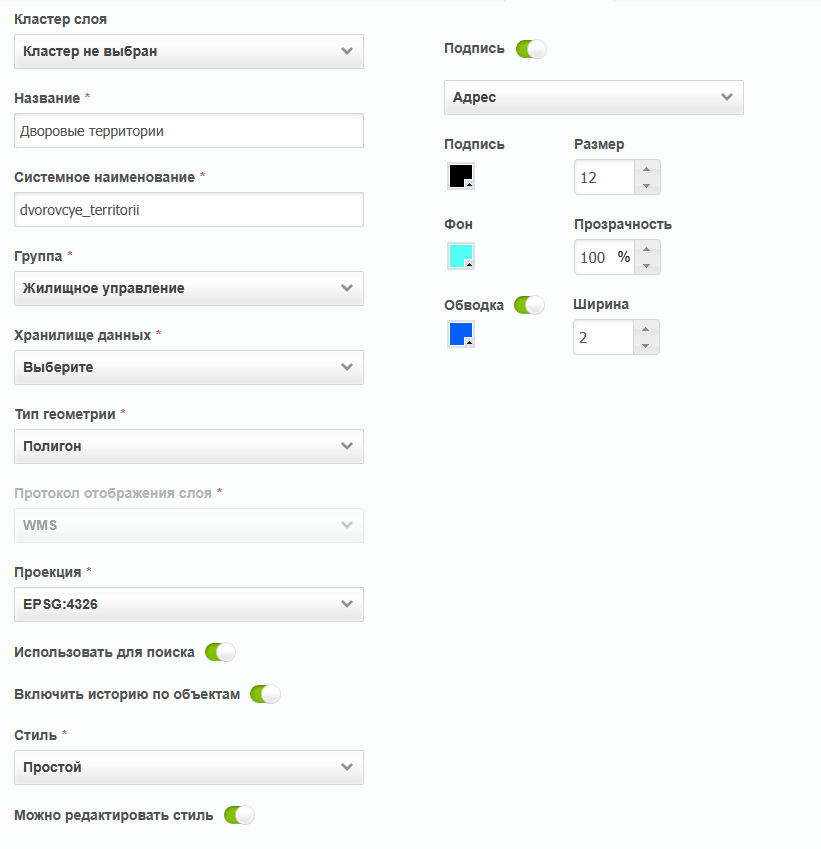 Кластер слоя
Кластер не выбран
Название *
Дворовые территории
Системное наименование *
dvorovcye_territorii
Группа *
Жилищное управление
Хранилище данных *
Выберите
Тип геометрии *
Полигон
Протокол отображения слоя *
WMS
Проекция *
EPSG:4326
Использовать для поиска
Включить историю по объектам
Стиль *
Простой
Можно редактировать стиль
Подпись
Адрес
Подпись Размер
12
Фон Прозрачность
100 %
Обводка Ширина
2